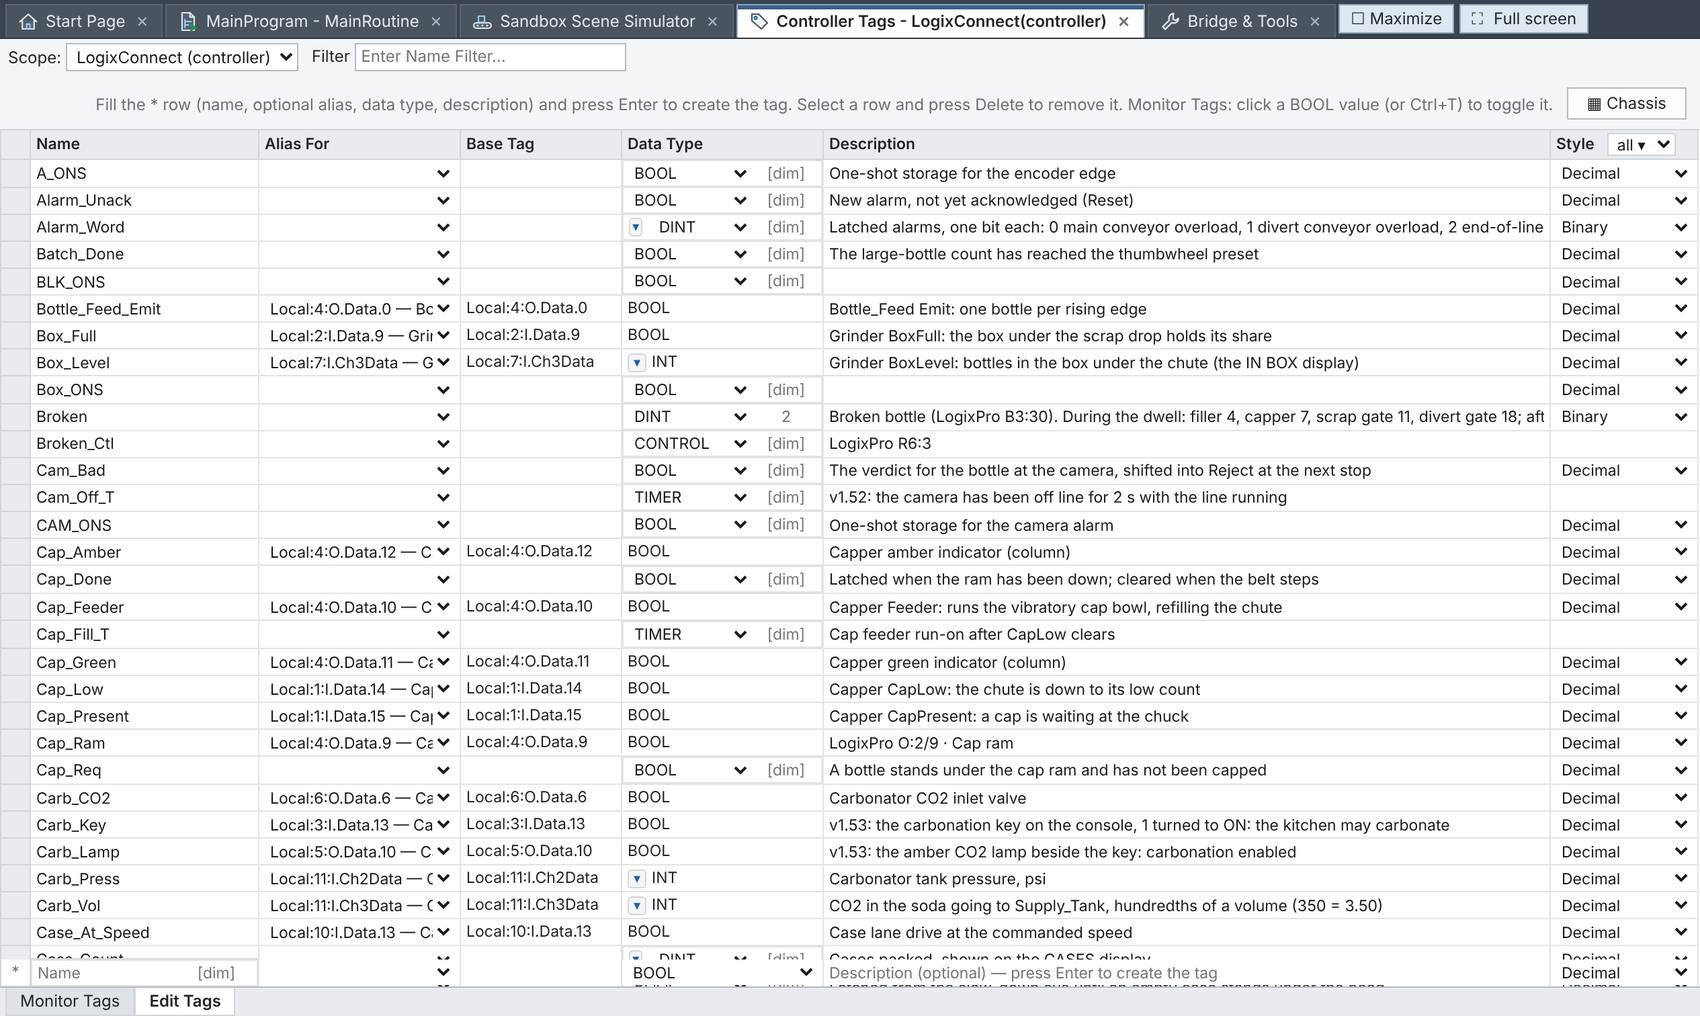 Start Page × MainProgram - MainRoutine × Sandbox Scene Simulator × Controller Tags - LogixConnect(controller) × Bridge & Tools × Maximize Full screen
Scope: LogixConnect (controller) Filter Enter Name Filter...
Fill the * row (name, optional alias, data type, description) and press Enter to create the tag. Select a row and press Delete to remove it. Monitor Tags: click a BOOL value (or Ctrl+T) to toggle it. ▦ Chassis
Name Alias For Base Tag Data Type Description Style all ▾
A_ONS BOOL [dim] One-shot storage for the encoder edge Decimal
Alarm_Unack BOOL [dim] New alarm, not yet acknowledged (Reset) Decimal
Alarm_Word ▾ DINT [dim] Latched alarms, one bit each: 0 main conveyor overload, 1 divert conveyor overload, 2 end-of-line Binary
Batch_Done BOOL [dim] The large-bottle count has reached the thumbwheel preset Decimal
BLK_ONS BOOL [dim] Decimal
Bottle_Feed_Emit Local:4:O.Data.0 — Bc Local:4:O.Data.0 BOOL Bottle_Feed Emit: one bottle per rising edge Decimal
Box_Full Local:2:I.Data.9 — Grir Local:2:I.Data.9 BOOL Grinder BoxFull: the box under the scrap drop holds its share Decimal
Box_Level Local:7:I.Ch3Data — G Local:7:I.Ch3Data ▾ INT Grinder BoxLevel: bottles in the box under the chute (the IN BOX display) Decimal
Box_ONS BOOL [dim] Decimal
Broken DINT 2 Broken bottle (LogixPro B3:30). During the dwell: filler 4, capper 7, scrap gate 11, divert gate 18; aft Binary
Broken_Ctl CONTROL [dim] LogixPro R6:3
Cam_Bad BOOL [dim] The verdict for the bottle at the camera, shifted into Reject at the next stop Decimal
Cam_Off_T TIMER [dim] v1.52: the camera has been off line for 2 s with the line running
CAM_ONS BOOL [dim] One-shot storage for the camera alarm Decimal
Cap_Amber Local:4:O.Data.12 — C Local:4:O.Data.12 BOOL Capper amber indicator (column) Decimal
Cap_Done BOOL [dim] Latched when the ram has been down; cleared when the belt steps Decimal
Cap_Feeder Local:4:O.Data.10 — C Local:4:O.Data.10 BOOL Capper Feeder: runs the vibratory cap bowl, refilling the chute Decimal
Cap_Fill_T TIMER [dim] Cap feeder run-on after CapLow clears
Cap_Green Local:4:O.Data.11 — Ca Local:4:O.Data.11 BOOL Capper green indicator (column) Decimal
Cap_Low Local:1:I.Data.14 — Cap Local:1:I.Data.14 BOOL Capper CapLow: the chute is down to its low count Decimal
Cap_Present Local:1:I.Data.15 — Cap Local:1:I.Data.15 BOOL Capper CapPresent: a cap is waiting at the chuck Decimal
Cap_Ram Local:4:O.Data.9 — Ca Local:4:O.Data.9 BOOL LogixPro O:2/9 · Cap ram Decimal
Cap_Req BOOL [dim] A bottle stands under the cap ram and has not been capped Decimal
Carb_CO2 Local:6:O.Data.6 — Ca Local:6:O.Data.6 BOOL Carbonator CO2 inlet valve Decimal
Carb_Key Local:3:I.Data.13 — Ca Local:3:I.Data.13 BOOL v1.53: the carbonation key on the console, 1 turned to ON: the kitchen may carbonate Decimal
Carb_Lamp Local:5:O.Data.10 — C Local:5:O.Data.10 BOOL v1.53: the amber CO2 lamp beside the key: carbonation enabled Decimal
Carb_Press Local:11:I.Ch2Data — C Local:11:I.Ch2Data ▾ INT Carbonator tank pressure, psi Decimal
Carb_Vol Local:11:I.Ch3Data — C Local:11:I.Ch3Data ▾ INT CO2 in the soda going to Supply_Tank, hundredths of a volume (350 = 3.50) Decimal
Case_At_Speed Local:10:I.Data.13 — C Local:10:I.Data.13 BOOL Case lane drive at the commanded speed Decimal
Case_Count ▾ DINT [dim] Cases packed, shown on the CASES display
* Name [dim] BOOL Description (optional) — press Enter to create the tag Decimal
Monitor Tags Edit Tags